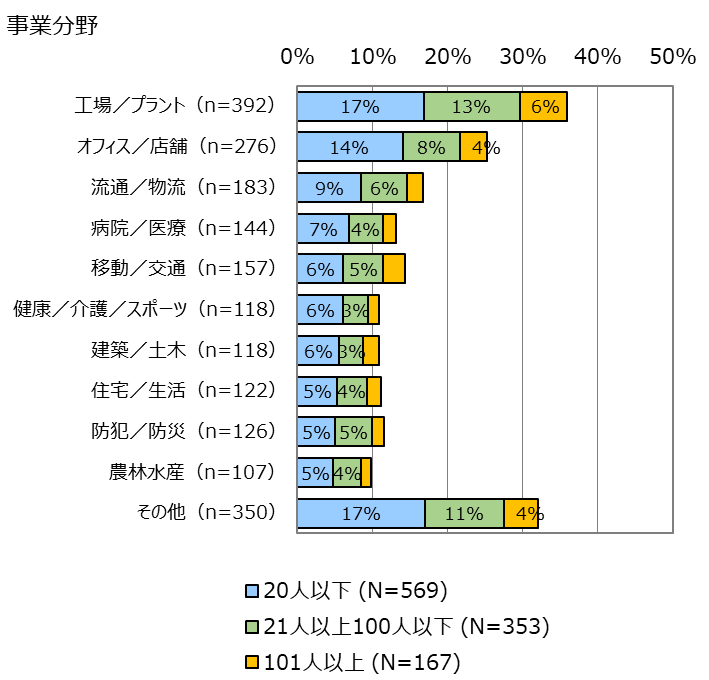 事業分野
0% 10% 20% 30% 40% 50%
工場／プラント（n=392） 17% 13% 6%
オフィス／店舗（n=276） 14% 8% 4%
流通／物流（n=183） 9% 6%
病院／医療（n=144） 7% 4%
移動／交通（n=157） 6% 5%
健康／介護／スポーツ（n=118） 6% 3%
建築／土木（n=118） 6% 3%
住宅／生活（n=122） 5% 4%
防犯／防災（n=126） 5% 5%
農林水産（n=107） 5% 4%
その他（n=350） 17% 11% 4%
20人以下 (N=569)
21人以上100人以下 (N=353)
101人以上 (N=167)